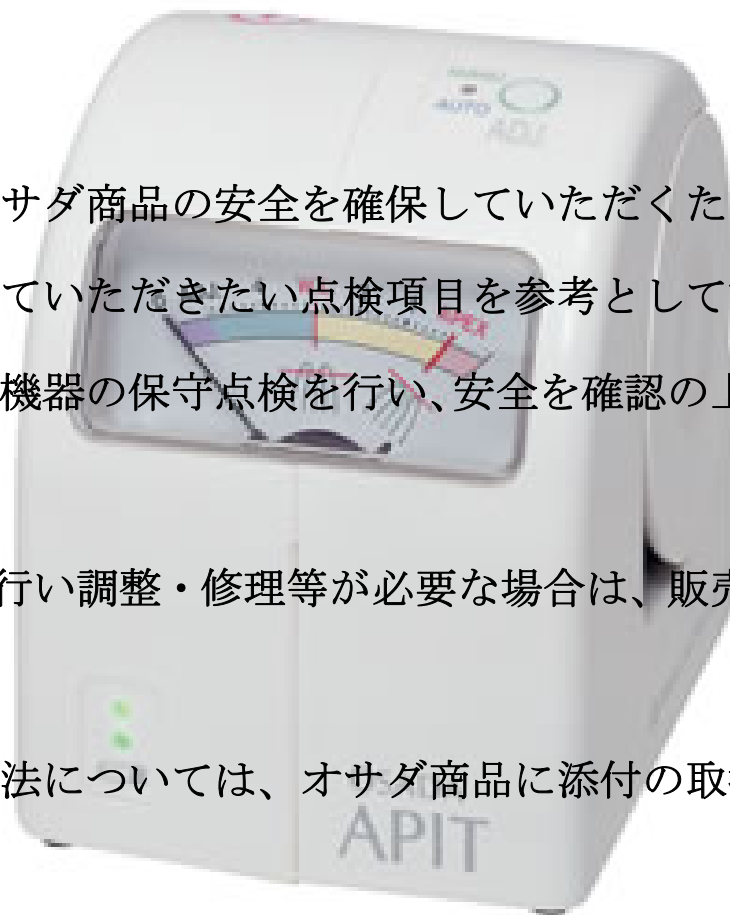 AUTO
ADJ
サダ商品の安全を確保していただくた
ていただきたい点検項目を参考として
APEX
機器の保守点検を行い、安全を確認の上
行い調整・修理等が必要な場合は、販売
法については、オサダ商品に添付の取
APIT